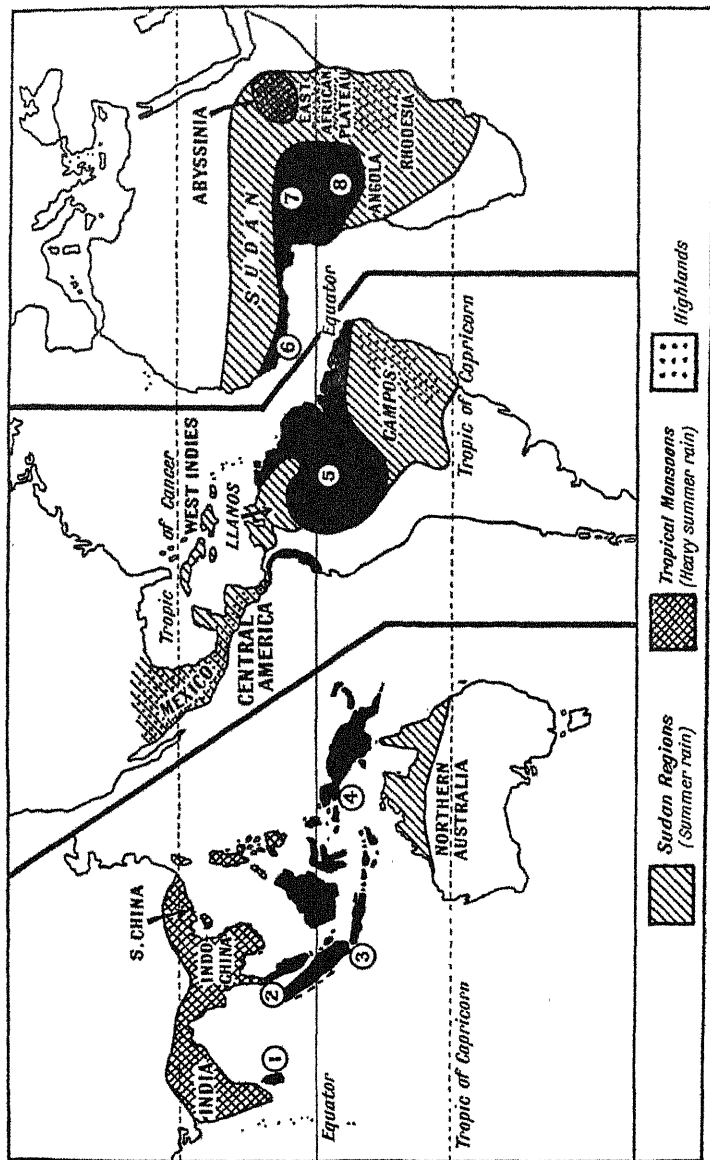 INDIA
S. CHINA
INDO
CHINA
①
②
③
④
NORTHERN
AUSTRALIA
Equator
Tropic of Capricorn
MEXICO
CENTRAL
AMERICA
Tropic of Cancer
WEST INDIES
LLANOS
⑤
CAMPOS
Equator
Tropic of Capricorn
ABYSSINIA
SUDAN
⑥
⑦
⑧
EAST
AFRICAN
PLATEAU
ANGOLA
RHODESIA
Sudan Regions
(Summer rain)
Tropical Monsoons
(Heavy summer rain)
Highlands